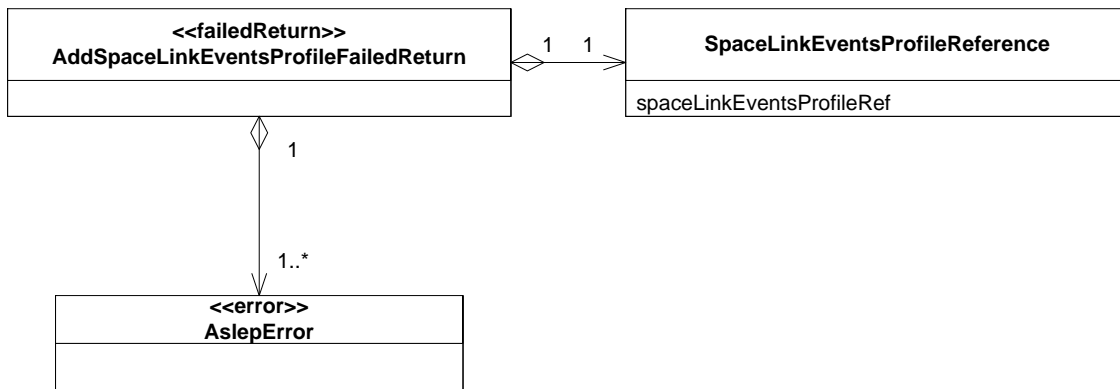 <<failedReturn>>
AddSpaceLinkEventsProfileFailedReturn
1 1
SpaceLinkEventsProfileReference
spaceLinkEventsProfileRef
1
1..*
<<error>>
AslepError